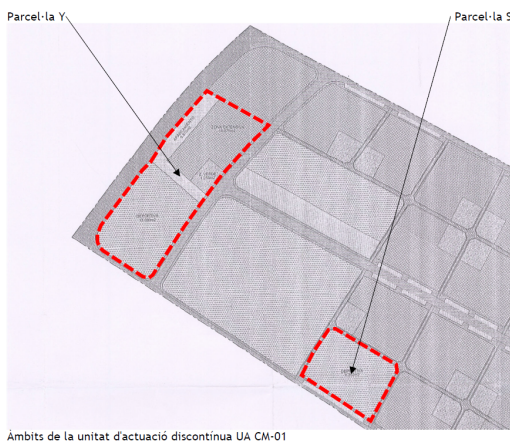 Parcel·la Y
Parcel·la S
Àmbits de la unitat d'actuació discontínua UA CM-01